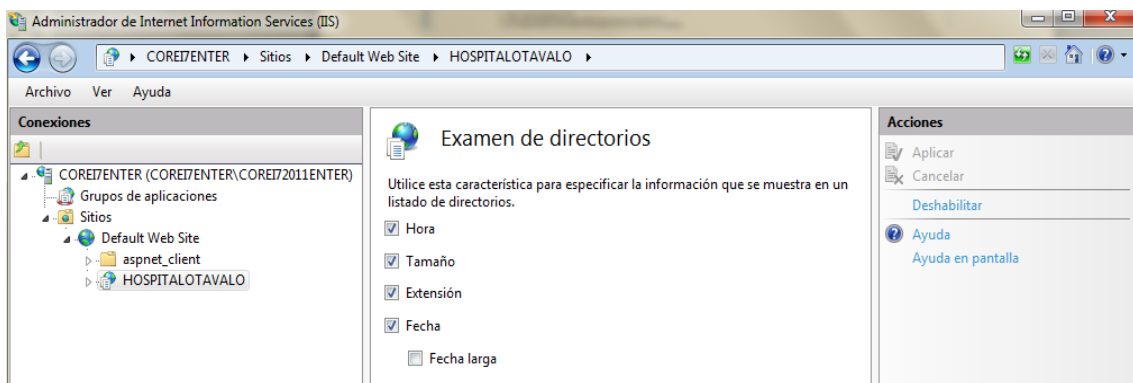 Administrador de Internet Information Services (IIS)
COREI7ENTER Sitios Default Web Site HOSPITALOTAVALO
Archivo Ver Ayuda
Conexiones
COREI7ENTER (COREI7ENTER\COREI72011ENTER)
Grupos de aplicaciones
Sitios
Default Web Site
aspnet_client
HOSPITALOTAVALO
Examen de directorios
Utilice esta característica para especificar la información que se muestra en un
listado de directorios.
Hora
Tamaño
Extensión
Fecha
Fecha larga
Acciones
Aplicar
Cancelar
Deshabilitar
Ayuda
Ayuda en pantalla